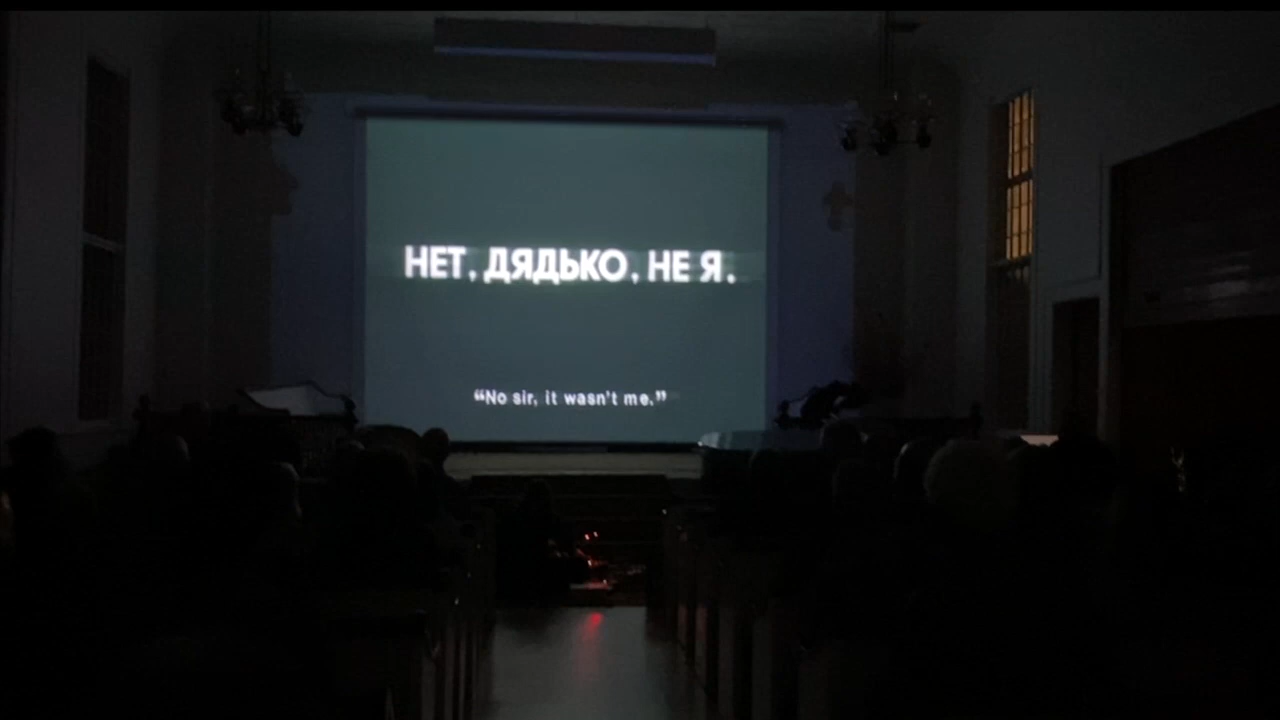 НЕТ, ДЯДЬКО, НЕ Я.
“No sir, it wasn't me.”